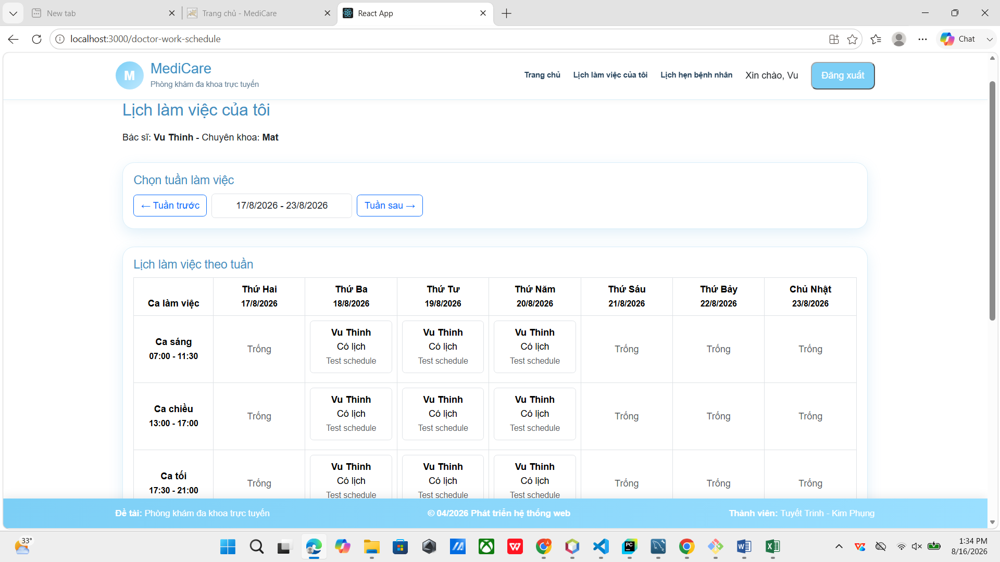 New tab
Trang chủ - MediCare
React App
localhost:3000/doctor-work-schedule
Chat
M
MediCare
Phòng khám đa khoa trực tuyến
Trang chủ
Lịch làm việc của tôi
Lịch hẹn bệnh nhân
Xin chào, Vu
Đăng xuất
Lịch làm việc của tôi
Bác sĩ: Vu Thinh - Chuyên khoa: Mat
Chọn tuần làm việc
← Tuần trước
17/8/2026 - 23/8/2026
Tuần sau →
Lịch làm việc theo tuần
Ca làm việc
Thứ Hai
17/8/2026
Thứ Ba
18/8/2026
Thứ Tư
19/8/2026
Thứ Năm
20/8/2026
Thứ Sáu
21/8/2026
Thứ Bảy
22/8/2026
Chủ Nhật
23/8/2026
Ca sáng
07:00 - 11:30
Trống
Vu Thinh
Có lịch
Test schedule
Vu Thinh
Có lịch
Test schedule
Vu Thinh
Có lịch
Test schedule
Trống
Trống
Trống
Ca chiều
13:00 - 17:00
Trống
Vu Thinh
Có lịch
Test schedule
Vu Thinh
Có lịch
Test schedule
Vu Thinh
Có lịch
Test schedule
Trống
Trống
Trống
Ca tối
17:30 - 21:00
Trống
Vu Thinh
Có lịch
Test schedule
Vu Thinh
Có lịch
Test schedule
Vu Thinh
Có lịch
Test schedule
Trống
Trống
Trống
Đề tài: Phòng khám đa khoa trực tuyến
© 04/2026 Phát triển hệ thống web
Thành viên: Tuyết Trinh - Kim Phụng
33°
PC
1:34 PM
8/16/2026